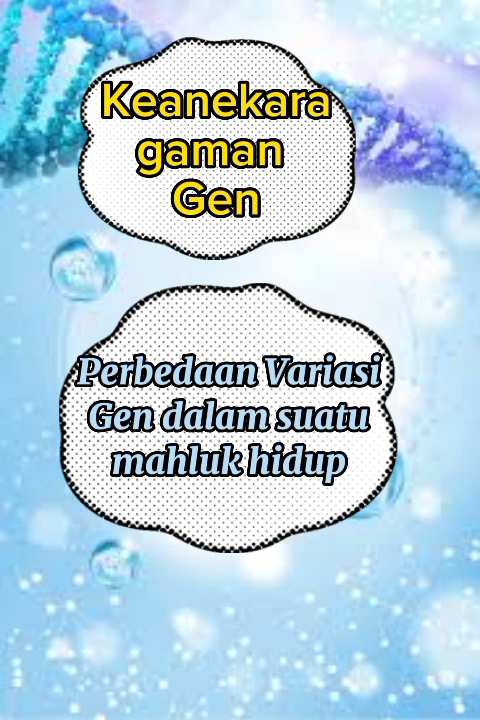 Keanekara
gaman
Gen
Perbedaan Variasi
Gen dalam suatu
mahluk hidup